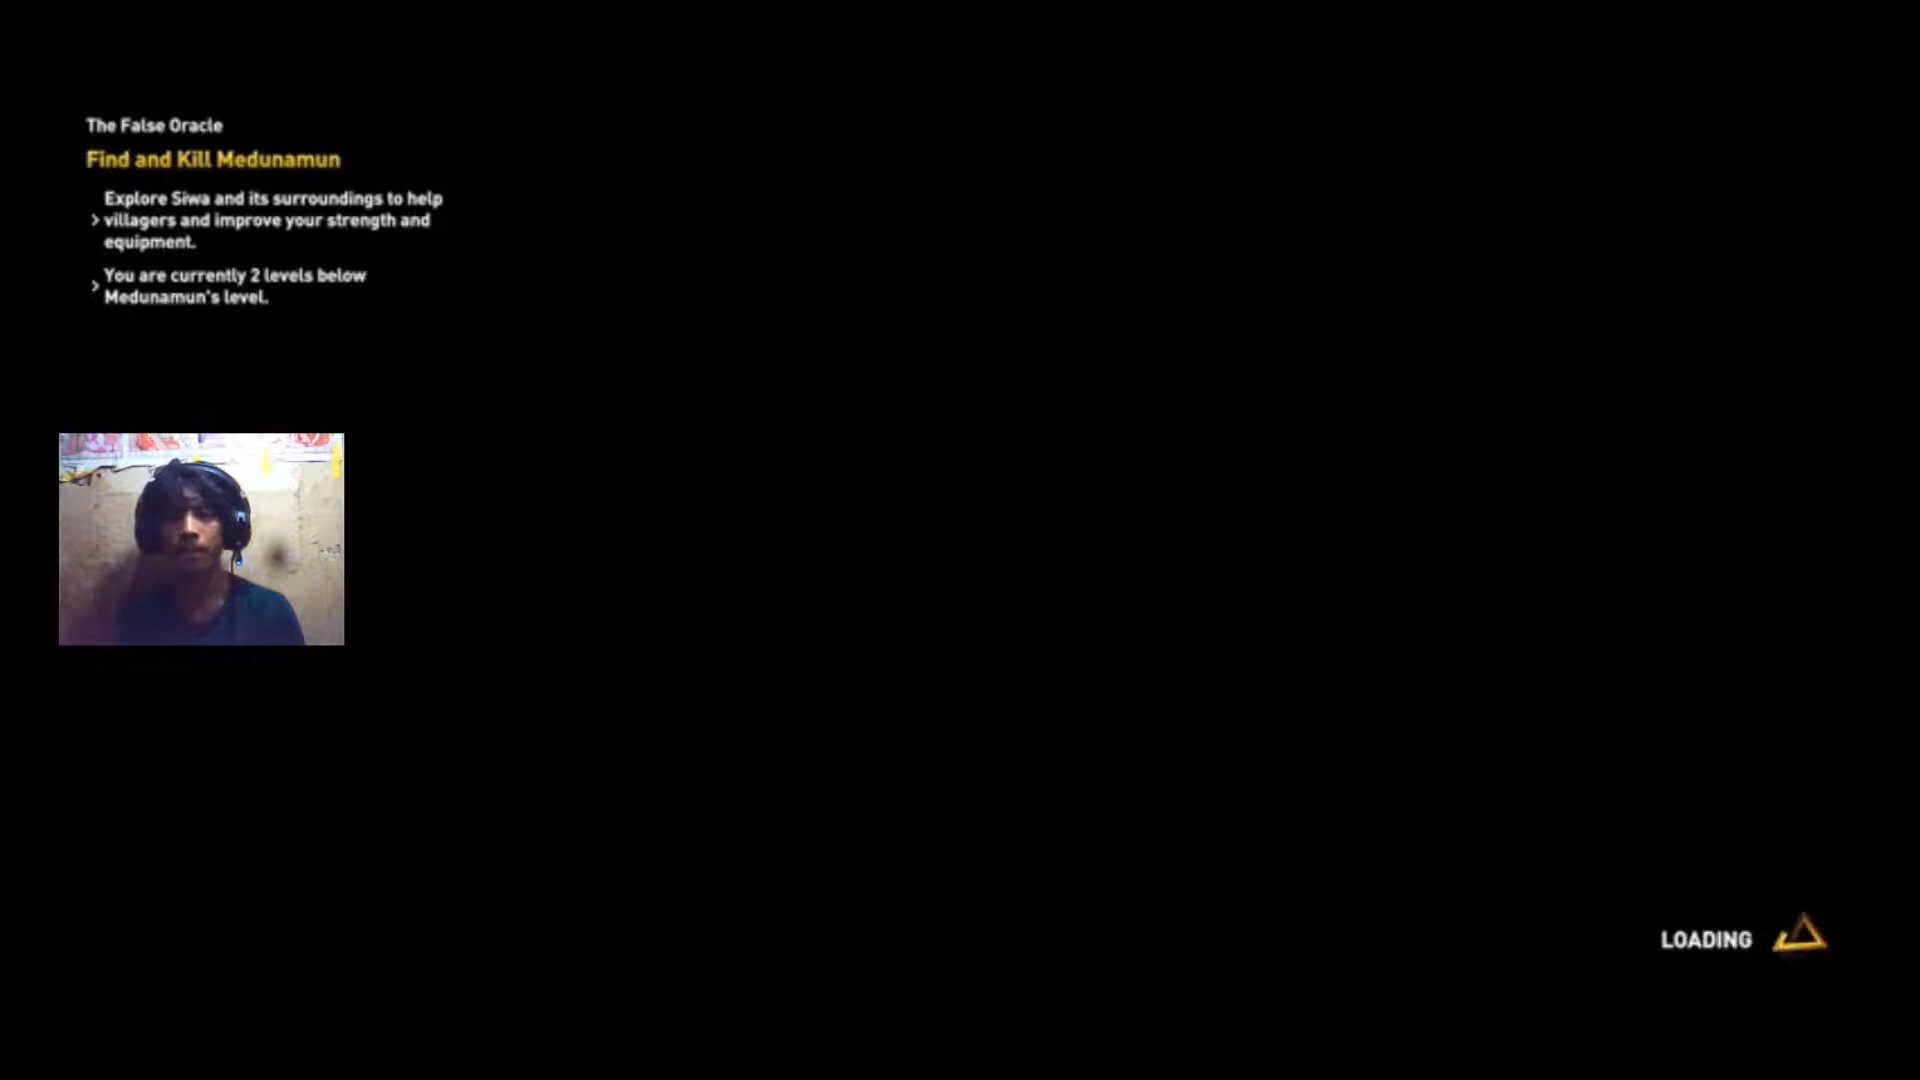 The False Oracle
Find and Kill Medunamun
Explore Siwa and its surroundings to help
villagers and improve your strength and
equipment.
You are currently 2 levels below
Medunamun's level.
LOADING